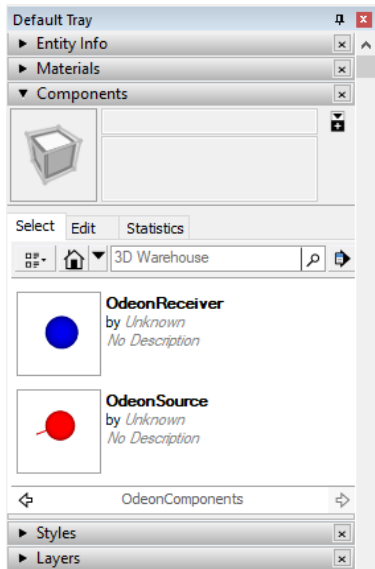 Default Tray
Entity Info
Materials
Components
Select Edit Statistics
3D Warehouse
OdeonReceiver
by Unknown
No Description
OdeonSource
by Unknown
No Description
OdeonComponents
Styles
Layers